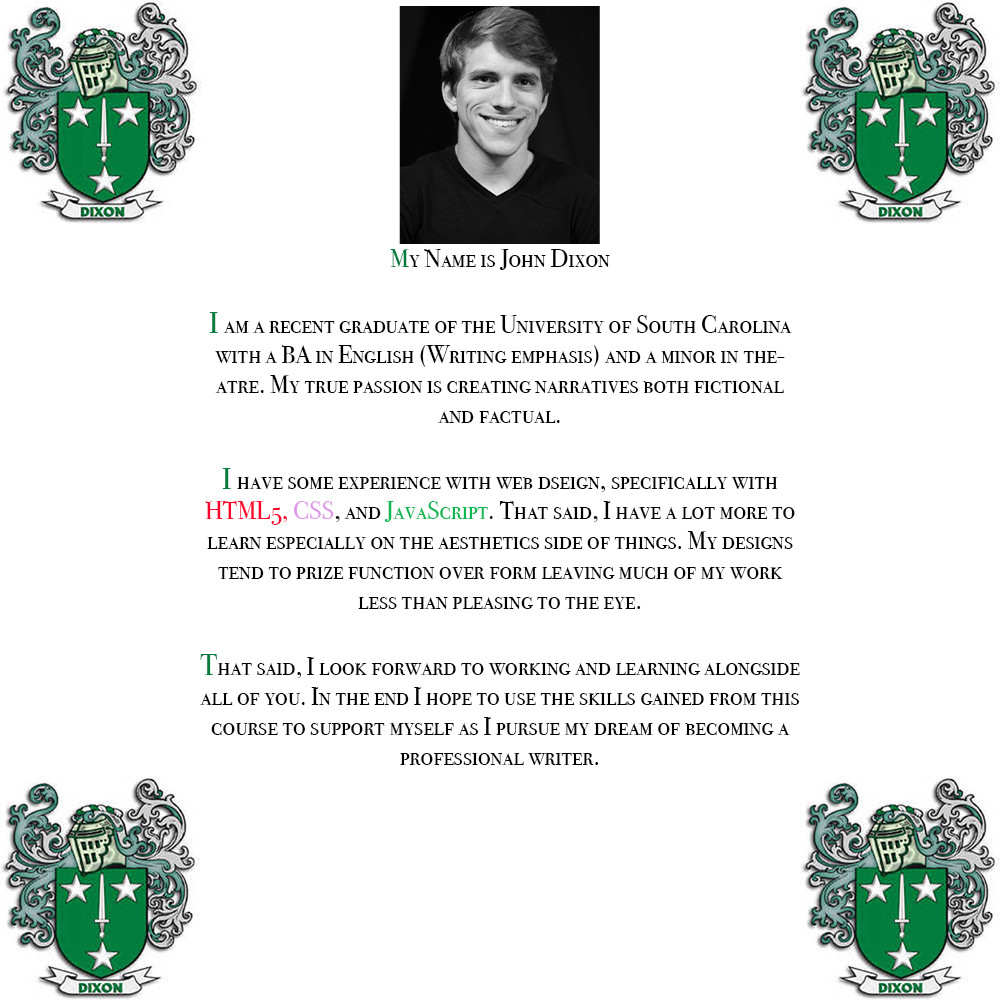 DIXON
DIXON
My Name is John Dixon
I am a recent graduate of the University of South Carolina
with a BA in English (Writing emphasis) and a minor in the-
atre. My true passion is creating narratives both fictional
and factual.
I have some experience with web dseign, specifically with
HTML5, CSS, and JavaScript. That said, I have a lot more to
learn especially on the aesthetics side of things. My designs
tend to prize function over form leaving much of my work
less than pleasing to the eye.
That said, I look forward to working and learning alongside
all of you. In the end I hope to use the skills gained from this
course to support myself as I pursue my dream of becoming a
professional writer.
DIXON
DIXON